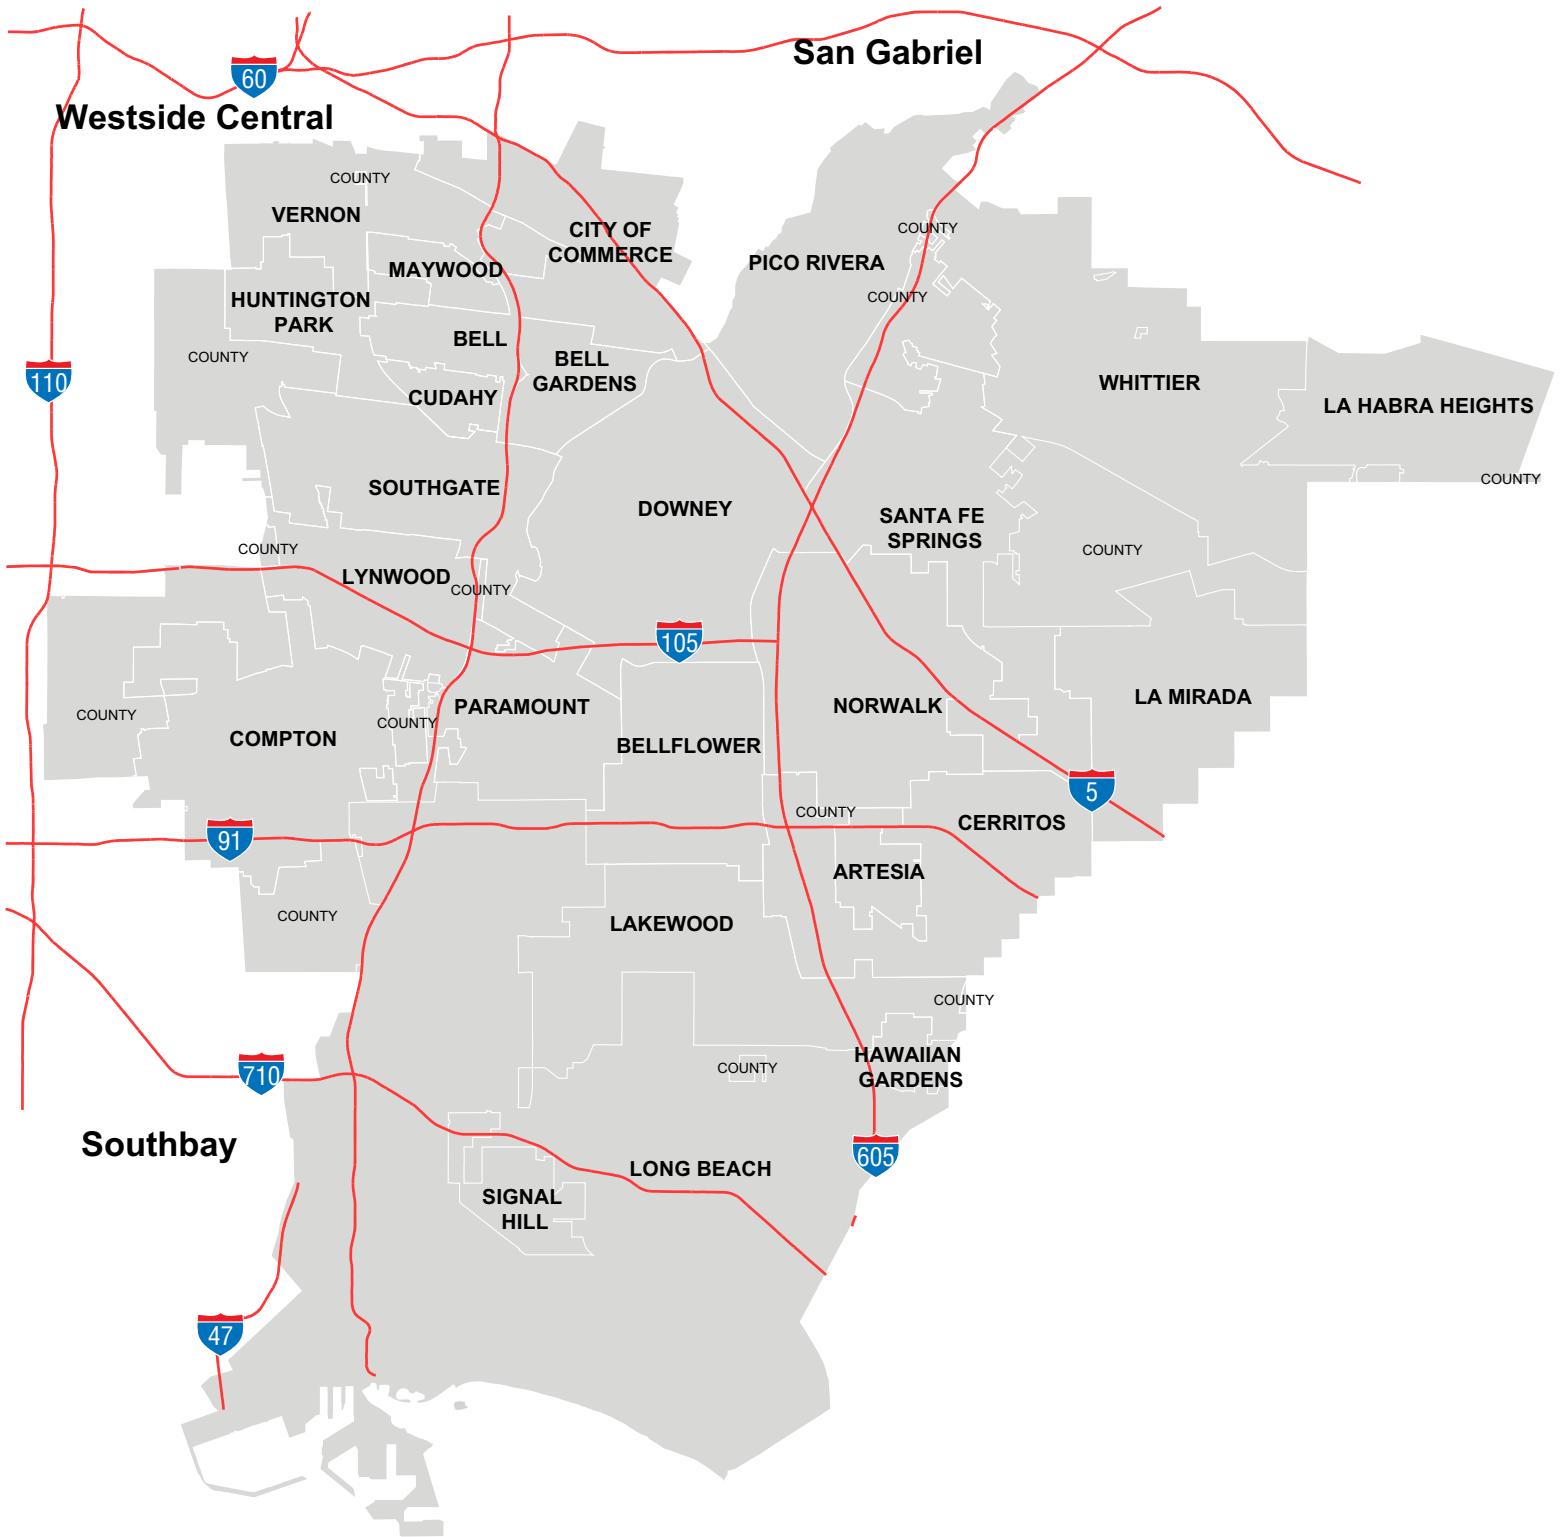 San Gabriel
60
Westside Central
COUNTY
VERNON
CITY OF
COMMERCE
COUNTY
PICO RIVERA
MAYWOOD
HUNTINGTON
PARK
COUNTY
BELL
COUNTY
BELL
GARDENS
110
CUDAHY
WHITTIER
LA HABRA HEIGHTS
COUNTY
SOUTHGATE
DOWNEY
SANTA FE
SPRINGS
COUNTY
COUNTY
LYNWOOD
COUNTY
105
COUNTY
COMPTON
COUNTY
PARAMOUNT
BELLFLOWER
NORWALK
LA MIRADA
5
COUNTY
CERRITOS
91
ARTESIA
COUNTY
LAKEWOOD
COUNTY
HAWAIIAN
GARDENS
COUNTY
710
Southbay
605
LONG BEACH
SIGNAL
HILL
47